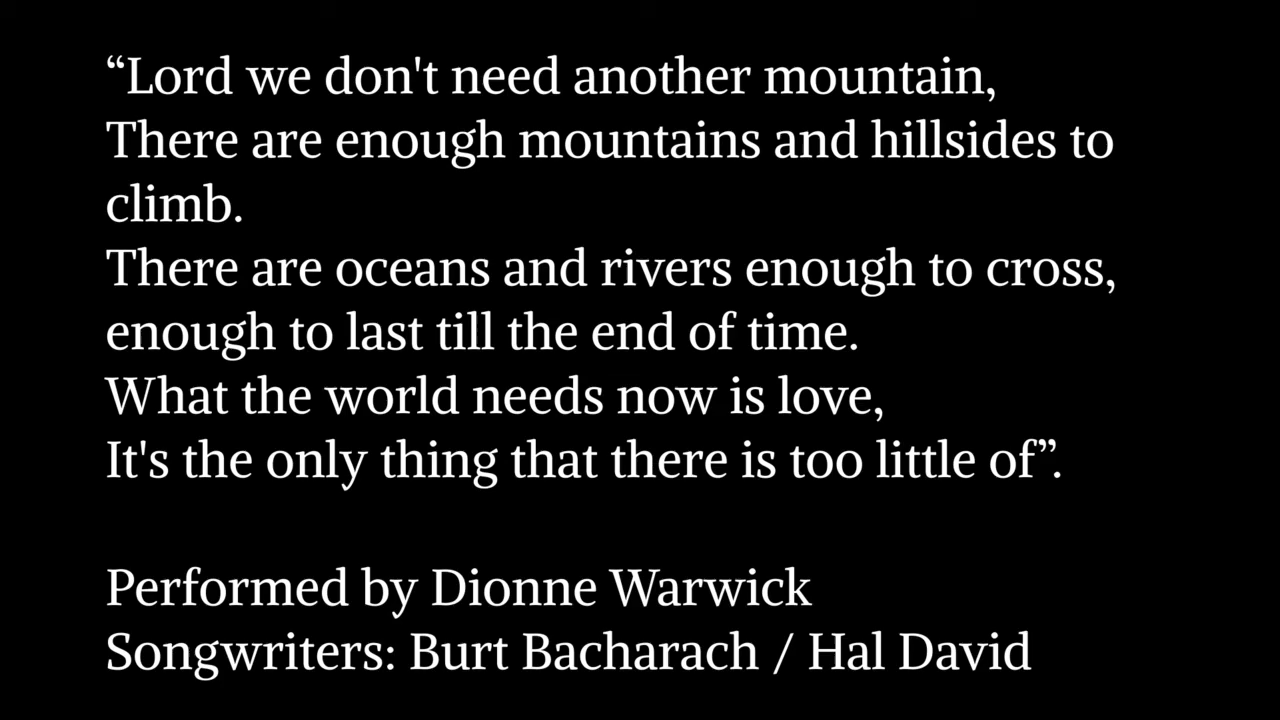 “Lord we don't need another mountain,
There are enough mountains and hillsides to
climb.
There are oceans and rivers enough to cross,
enough to last till the end of time.
What the world needs now is love,
It's the only thing that there is too little of”.
Performed by Dionne Warwick
Songwriters: Burt Bacharach / Hal David